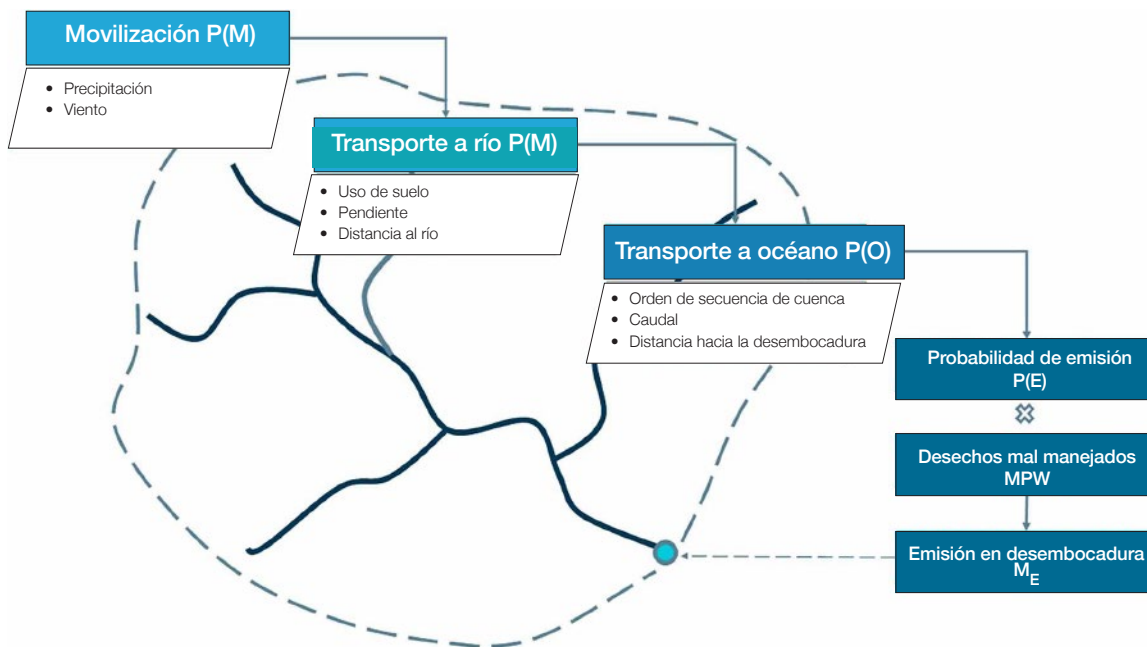 Movilización P(M)
• Precipitación
• Viento
Transporte a río P(M)
• Uso de suelo
• Pendiente
• Distancia al río
Transporte a océano P(O)
• Orden de secuencia de cuenca
• Caudal
• Distancia hacia la desembocadura
Probabilidad de emisión
P(E)
Desechos mal manejados
MPW
Emisión en desembocadura
M_E